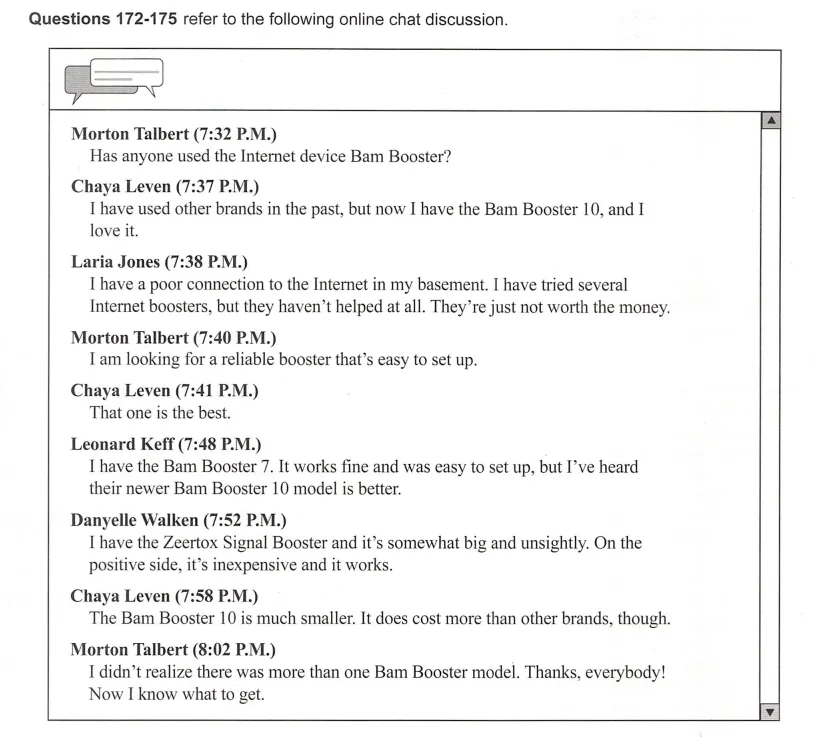 Questions 172-175 refer to the following online chat discussion.
Morton Talbert (7:32 P.M.)
Has anyone used the Internet device Bam Booster?
Chaya Leven (7:37 P.M.)
I have used other brands in the past, but now I have the Bam Booster 10, and I
love it.
Laria Jones (7:38 P.M.)
I have a poor connection to the Internet in my basement. I have tried several
Internet boosters, but they haven't helped at all. They're just not worth the money.
Morton Talbert (7:40 P.M.)
I am looking for a reliable booster that's easy to set up.
Chaya Leven (7:41 P.M.)
That one is the best.
Leonard Keff (7:48 P.M.)
I have the Bam Booster 7. It works fine and was easy to set up, but I've heard
their newer Bam Booster 10 model is better.
Danyelle Walken (7:52 P.M.)
I have the Zeertox Signal Booster and it's somewhat big and unsightly. On the
positive side, it's inexpensive and it works.
Chaya Leven (7:58 P.M.)
The Bam Booster 10 is much smaller. It does cost more than other brands, though.
Morton Talbert (8:02 P.M.)
I didn't realize there was more than one Bam Booster model. Thanks, everybody!
Now I know what to get.